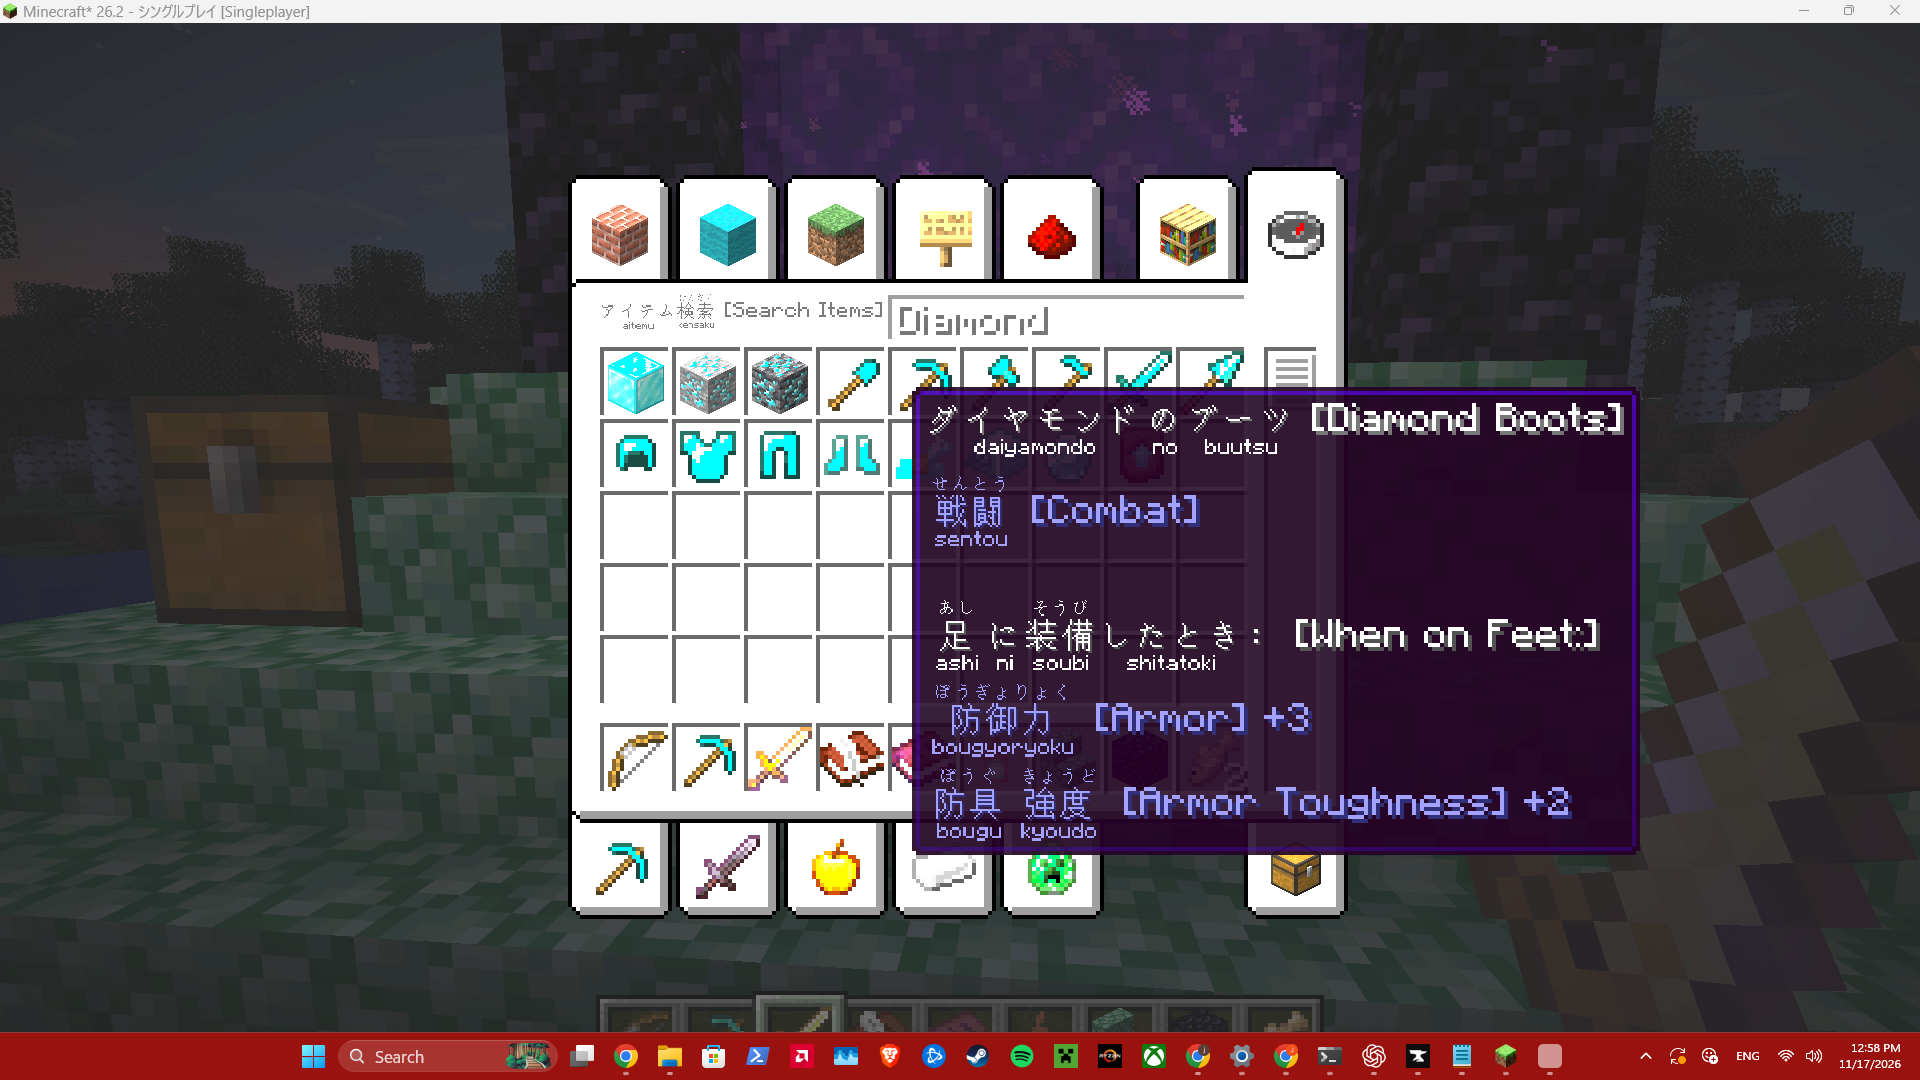 Minecraft* 26.2 - シングルプレイ [Singleplayer]
けんさく
アイテム検索 [Search Items]
aitemu kensaku
Diamond
ダイヤモンドのブーツ [Diamond Boots]
daiyamondo no buutsu
せんとう
戦闘 [Combat]
sentou
あし そうび
足に装備したとき: [When on Feet:]
ashi ni soubi shitatoki
ぼうぎょりょく
防御力 [Armor] +3
bougyoryoku
ぼうぐ きょうど
防具 強度 [Armor Toughness] +2
bougu kyoudo
Search
RYZEN
ENG
12:58 PM
11/17/2026